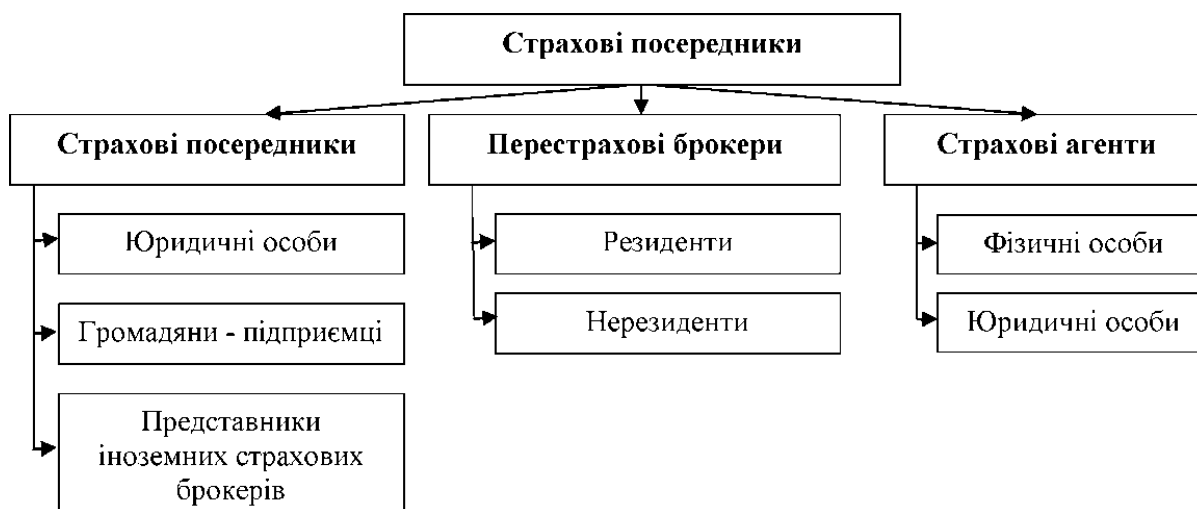 Страхові посередники
Страхові посередники
Перестрахові брокери
Страхові агенти
Юридичні особи
Резиденти
Фізичні особи
Громадяни - підприємці
Нерезиденти
Юридичні особи
Представники
іноземних страхових
брокерів